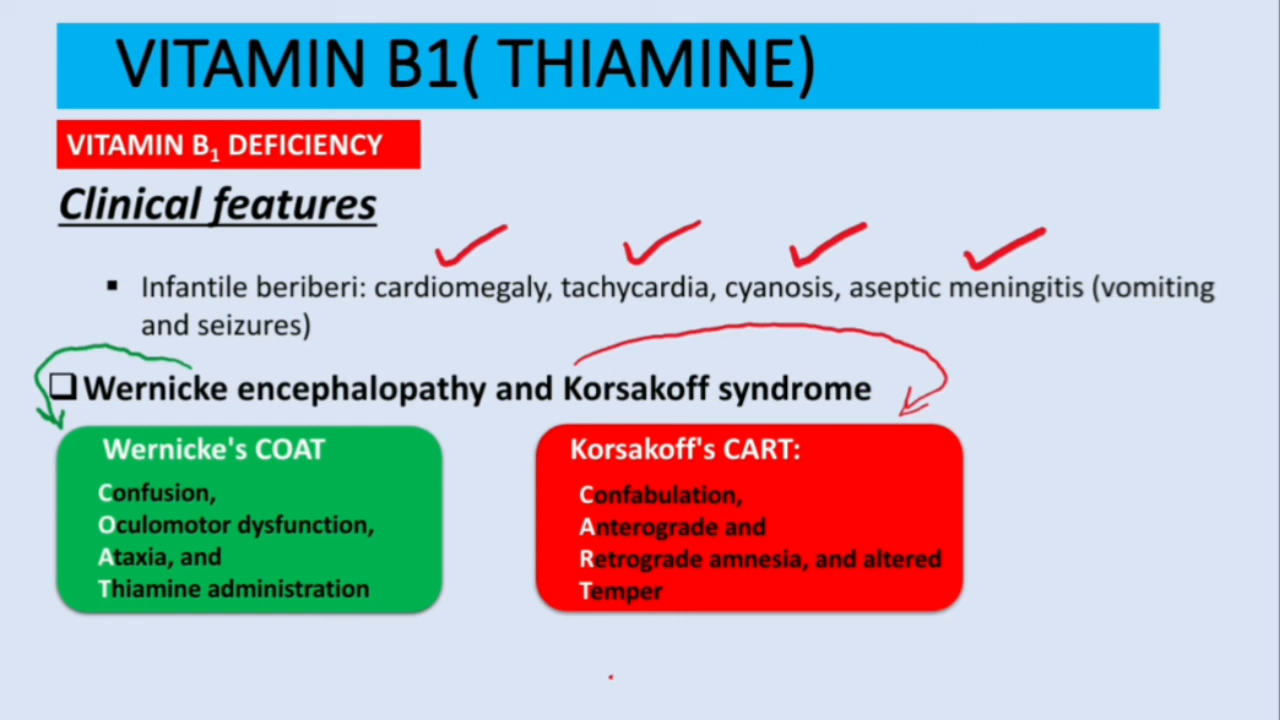 VITAMIN B1( THIAMINE)
VITAMIN B₁ DEFICIENCY
Clinical features
▪ Infantile beriberi: cardiomegaly, tachycardia, cyanosis, aseptic meningitis (vomiting
and seizures)
❑Wernicke encephalopathy and Korsakoff syndrome
Wernicke's COAT
Confusion,
Oculomotor dysfunction,
Ataxia, and
Thiamine administration
Korsakoff's CART:
Confabulation,
Anterograde and
Retrograde amnesia, and altered
Temper